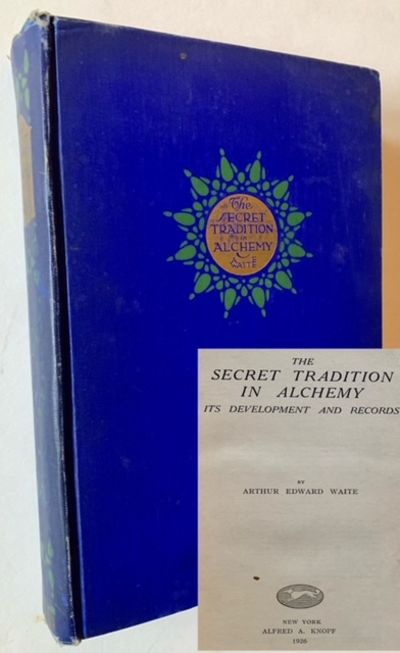 The
SECRET
TRADITION
in
ALCHEMY
A E
WAITE
THE
SECRET TRADITION
IN ALCHEMY
ITS DEVELOPMENT AND RECORDS
BY
ARTHUR EDWARD WAITE
NEW YORK
ALFRED A. KNOPF
1926